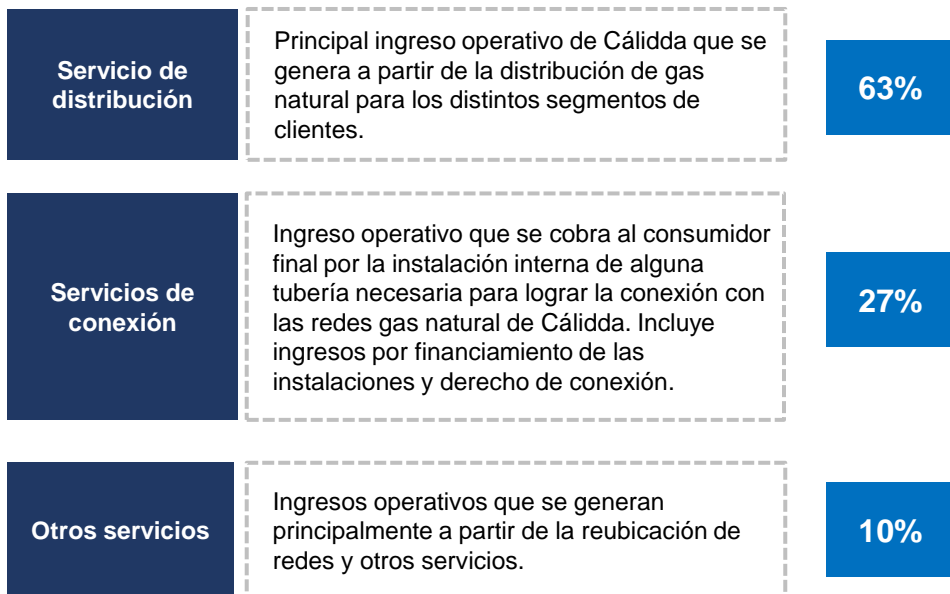 Servicio de
distribución
Principal ingreso operativo de Cálidda que se
genera a partir de la distribución de gas
natural para los distintos segmentos de
clientes.
63%
Servicios de
conexión
Ingreso operativo que se cobra al consumidor
final por la instalación interna de alguna
tubería necesaria para lograr la conexión con
las redes gas natural de Cálidda. Incluye
ingresos por financiamiento de las
instalaciones y derecho de conexión.
27%
Otros servicios
Ingresos operativos que se generan
principalmente a partir de la reubicación de
redes y otros servicios.
10%